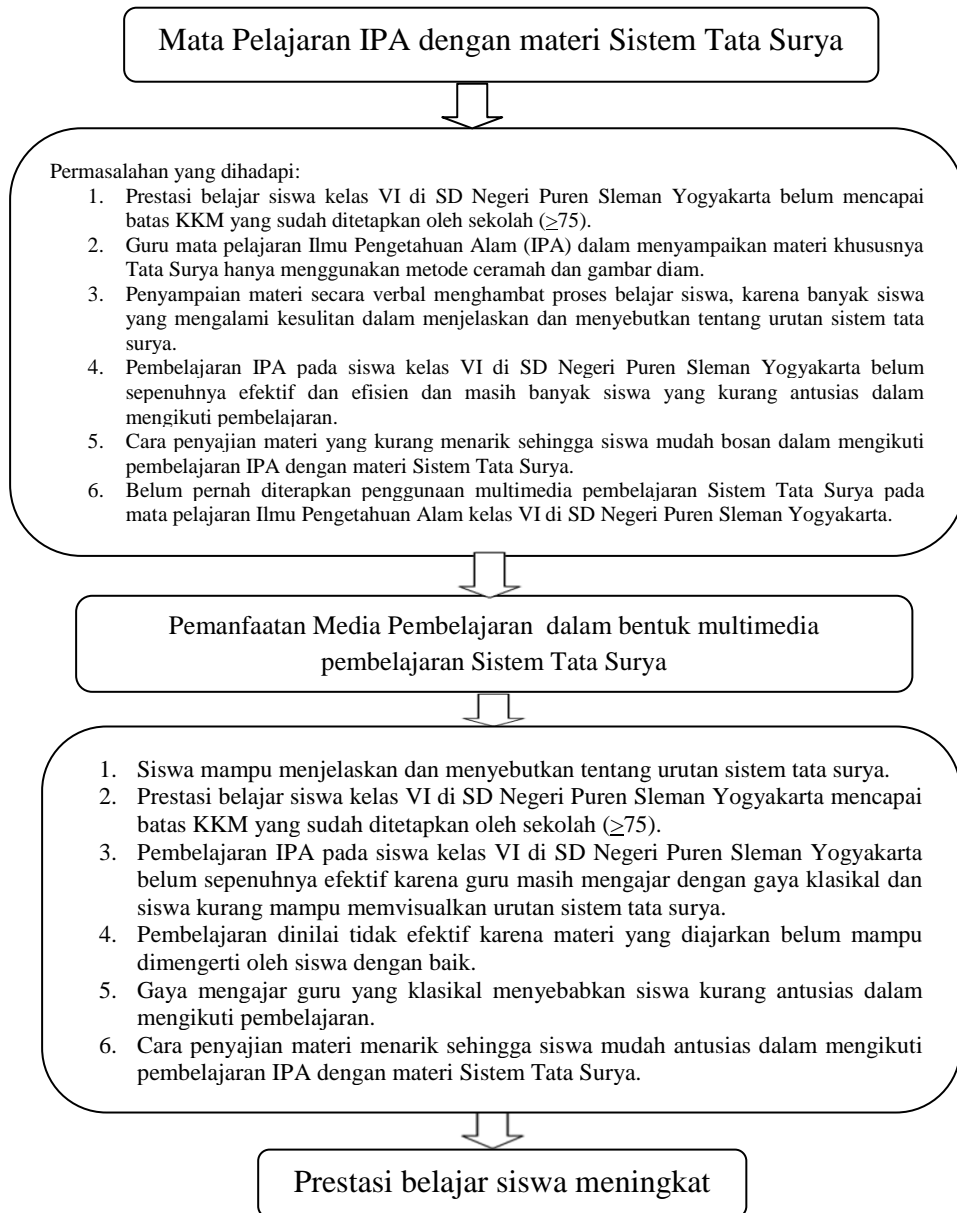 Mata Pelajaran IPA dengan materi Sistem Tata Surya
Permasalahan yang dihadapi:
1. Prestasi belajar siswa kelas VI di SD Negeri Puren Sleman Yogyakarta belum mencapai
batas KKM yang sudah ditetapkan oleh sekolah (≥75).
2. Guru mata pelajaran Ilmu Pengetahuan Alam (IPA) dalam menyampaikan materi khususnya
Tata Surya hanya menggunakan metode ceramah dan gambar diam.
3. Penyampaian materi secara verbal menghambat proses belajar siswa, karena banyak siswa
yang mengalami kesulitan dalam menjelaskan dan menyebutkan tentang urutan sistem tata
surya.
4. Pembelajaran IPA pada siswa kelas VI di SD Negeri Puren Sleman Yogyakarta belum
sepenuhnya efektif dan efisien dan masih banyak siswa yang kurang antusias dalam
mengikuti pembelajaran.
5. Cara penyajian materi yang kurang menarik sehingga siswa mudah bosan dalam mengikuti
pembelajaran IPA dengan materi Sistem Tata Surya.
6. Belum pernah diterapkan penggunaan multimedia pembelajaran Sistem Tata Surya pada
mata pelajaran Ilmu Pengetahuan Alam kelas VI di SD Negeri Puren Sleman Yogyakarta.
Pemanfaatan Media Pembelajaran dalam bentuk multimedia
pembelajaran Sistem Tata Surya
1. Siswa mampu menjelaskan dan menyebutkan tentang urutan sistem tata surya.
2. Prestasi belajar siswa kelas VI di SD Negeri Puren Sleman Yogyakarta mencapai
batas KKM yang sudah ditetapkan oleh sekolah (≥75).
3. Pembelajaran IPA pada siswa kelas VI di SD Negeri Puren Sleman Yogyakarta
belum sepenuhnya efektif karena guru masih mengajar dengan gaya klasikal dan
siswa kurang mampu memvisualkan urutan sistem tata surya.
4. Pembelajaran dinilai tidak efektif karena materi yang diajarkan belum mampu
dimengerti oleh siswa dengan baik.
5. Gaya mengajar guru yang klasikal menyebabkan siswa kurang antusias dalam
mengikuti pembelajaran.
6. Cara penyajian materi menarik sehingga siswa mudah antusias dalam mengikuti
pembelajaran IPA dengan materi Sistem Tata Surya.
Prestasi belajar siswa meningkat